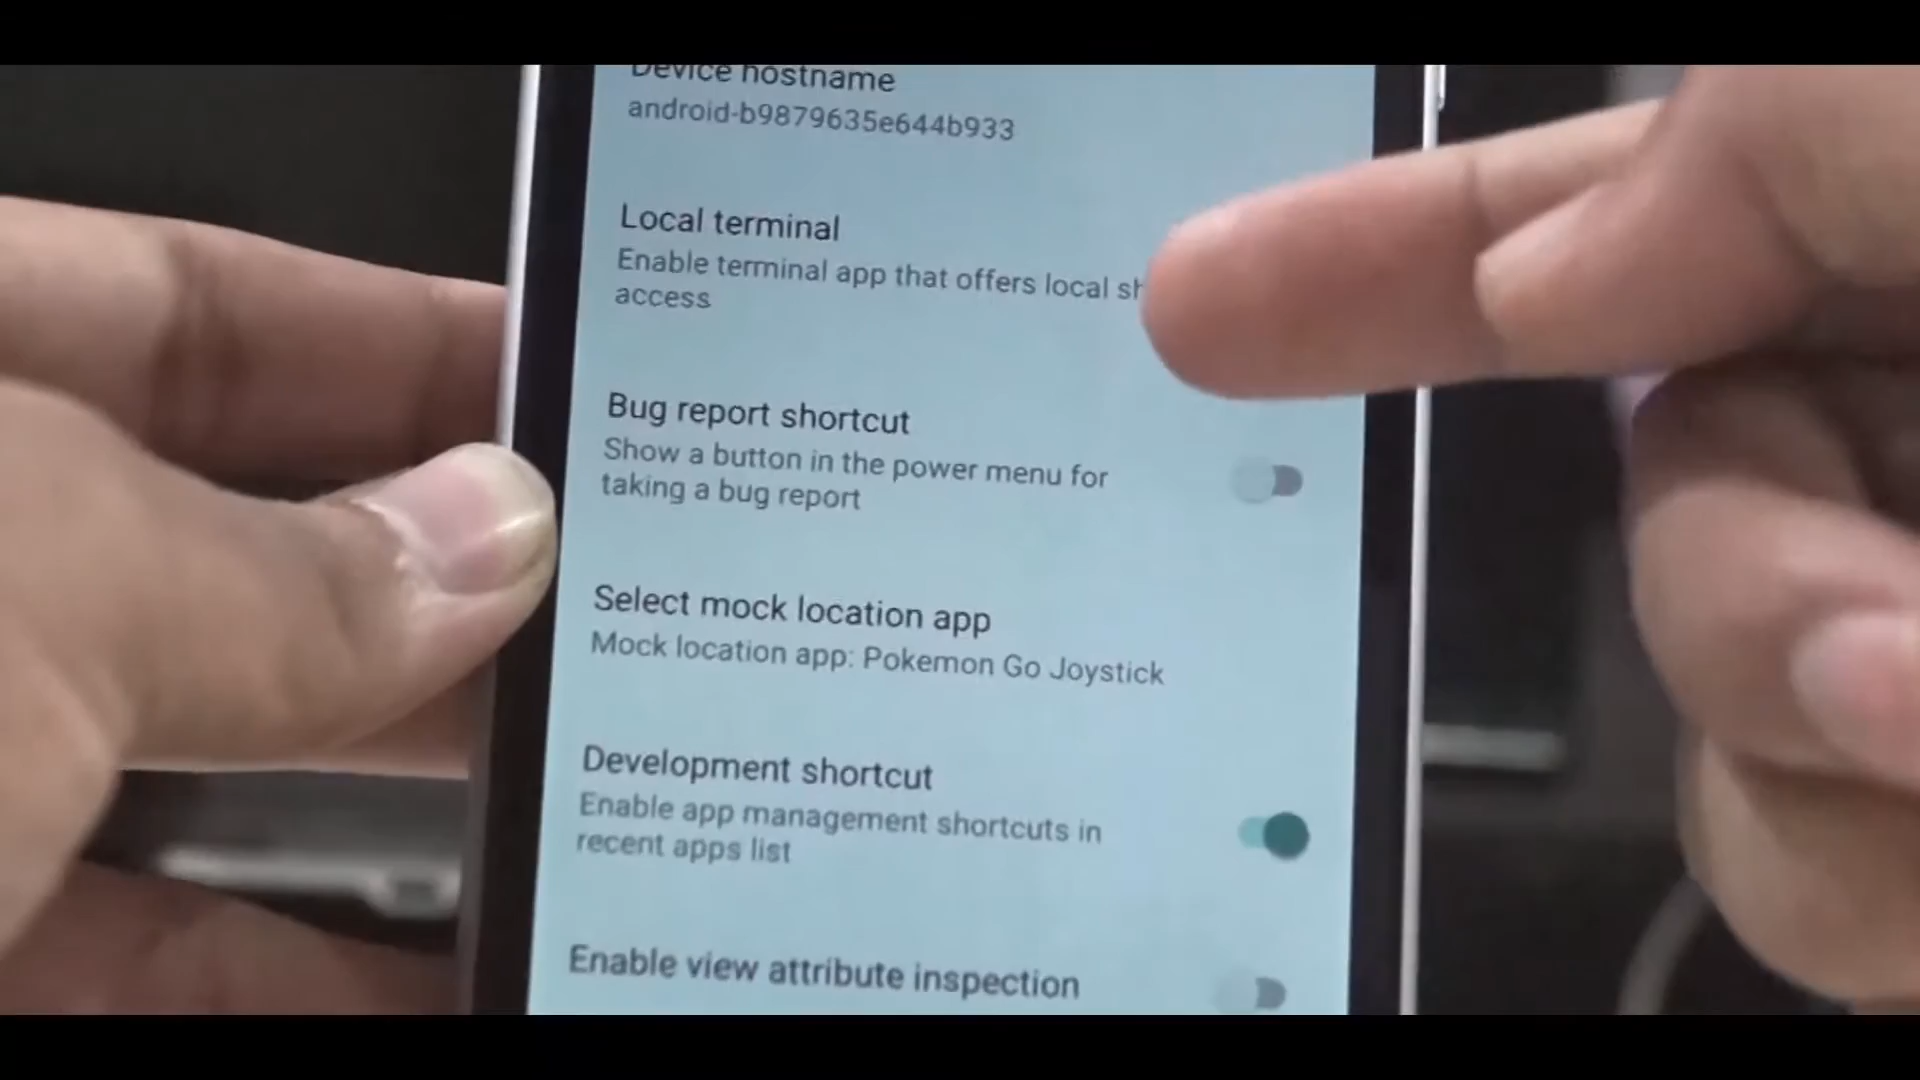 Device hostname
android-b9879635e644b933
Local terminal
Enable terminal app that offers local
access
Bug report shortcut
Show a button in the power menu for
taking a bug report
Select mock location app
Mock location app: Pokemon Go Joystick
Development shortcut
Enable app management shortcuts in
recent apps list
Enable view attribute inspection